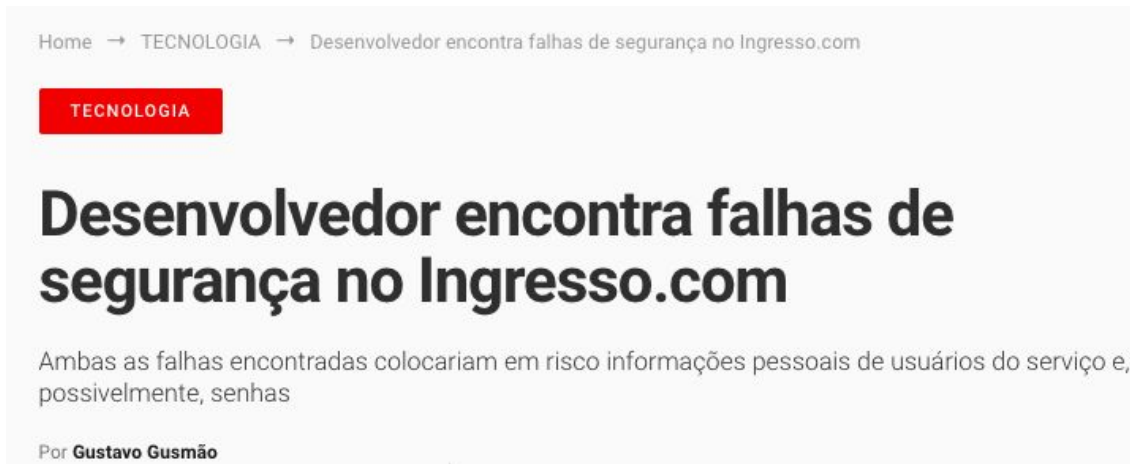 Home → TECNOLOGIA → Desenvolvedor encontra falhas de segurança no Ingresso.com
TECNOLOGIA
Desenvolvedor encontra falhas de
segurança no Ingresso.com
Ambas as falhas encontradas colocariam em risco informações pessoais de usuários do serviço e,
possivelmente, senhas
Por Gustavo Gusmão